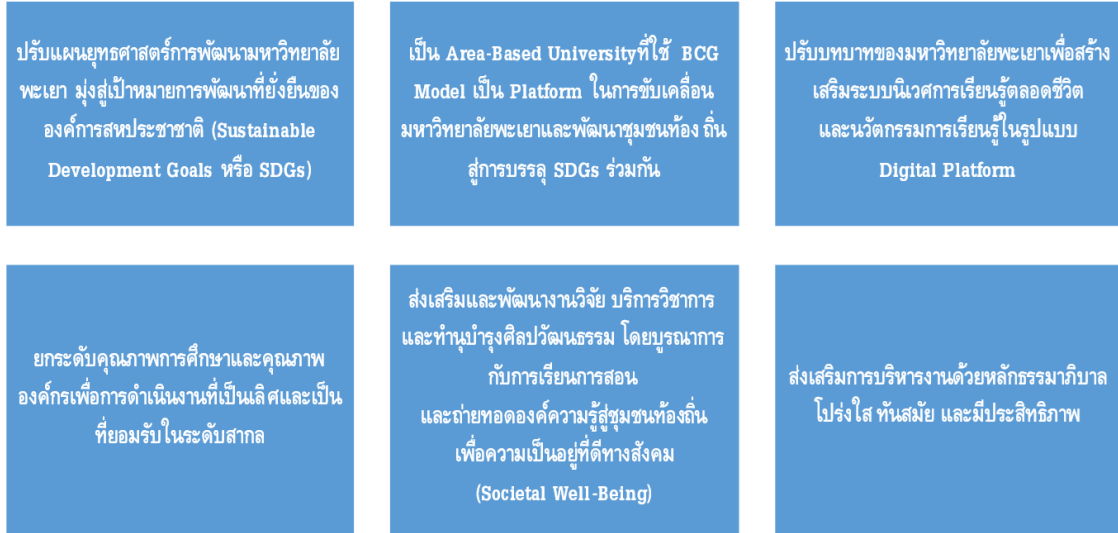 ปรับแผนยุทธศาสตร์การพัฒนามหาวิทยาลัย
พะเยา มุ่งสู่เป้าหมายการพัฒนาที่ยั่งยืนของ
องค์การสหประชาชาติ (Sustainable
Development Goals หรือ SDGs)
เป็น Area-Based Universityที่ใช้ BCG
Model เป็น Platform ในการขับเคลื่อน
มหาวิทยาลัยพะเยาและพัฒนาชุมชนท้อง ถิ่น
สู่การบรรลุ SDGs ร่วมกัน
ปรับบทบาทของมหาวิทยาลัยพะเยาเพื่อสร้าง
เสริมระบบนิเวศการเรียนรู้ตลอดชีวิต
และนวัตกรรมการเรียนรู้ในรูปแบบ
Digital Platform
ยกระดับคุณภาพการศึกษาและคุณภาพ
องค์กรเพื่อการดำเนินงานที่เป็นเลิศและเป็น
ที่ยอมรับในระดับสากล
ส่งเสริมและพัฒนางานวิจัย บริการวิชาการ
และทำนุบำรุงศิลปวัฒนธรรม โดยบูรณาการ
กับการเรียนการสอน
และถ่ายทอดองค์ความรู้สู่ชุมชนท้องถิ่น
เพื่อความเป็นอยู่ที่ดีทางสังคม
(Societal Well-Being)
ส่งเสริมการบริหารงานด้วยหลักธรรมาภิบาล
โปร่งใส ทันสมัย และมีประสิทธิภาพ